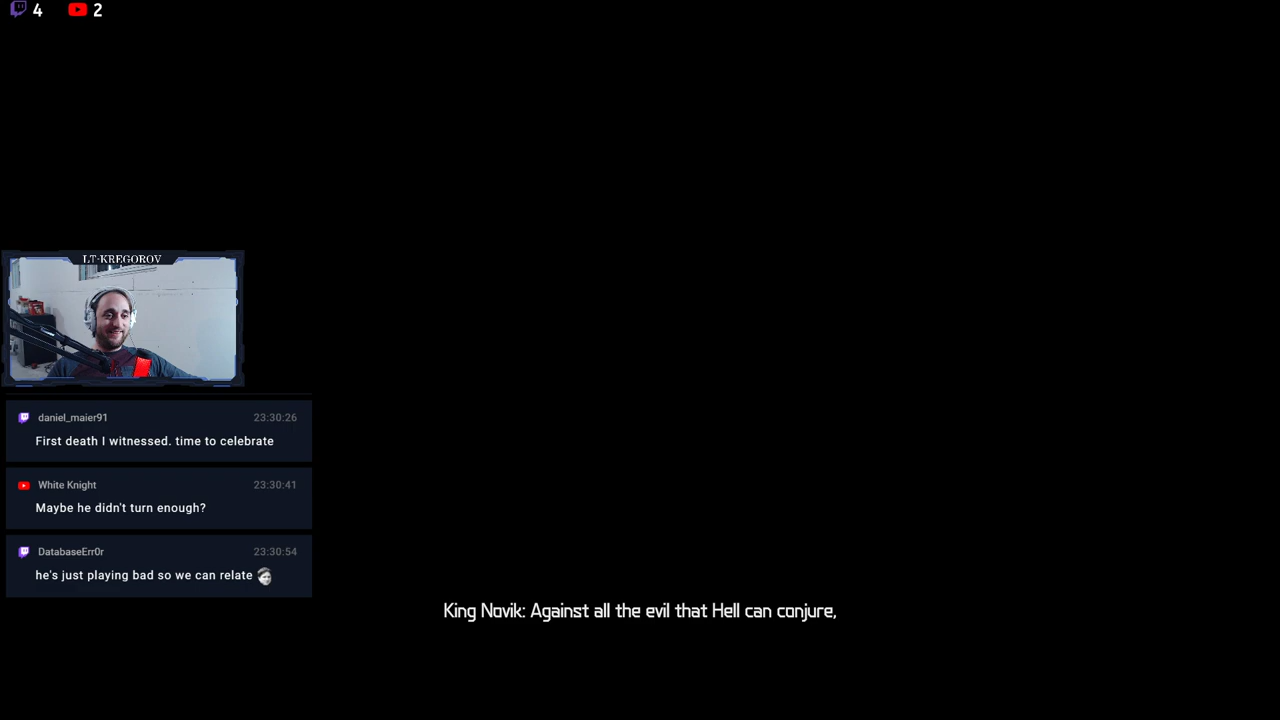 4
2
LT-KREGOROV
daniel_maier91
23:30:26
First death I witnessed. time to celebrate
White Knight
23:30:41
Maybe he didn't turn enough?
DatabaseErr0r
23:30:54
he's just playing bad so we can relate
King Novik: Against all the evil that Hell can conjure,